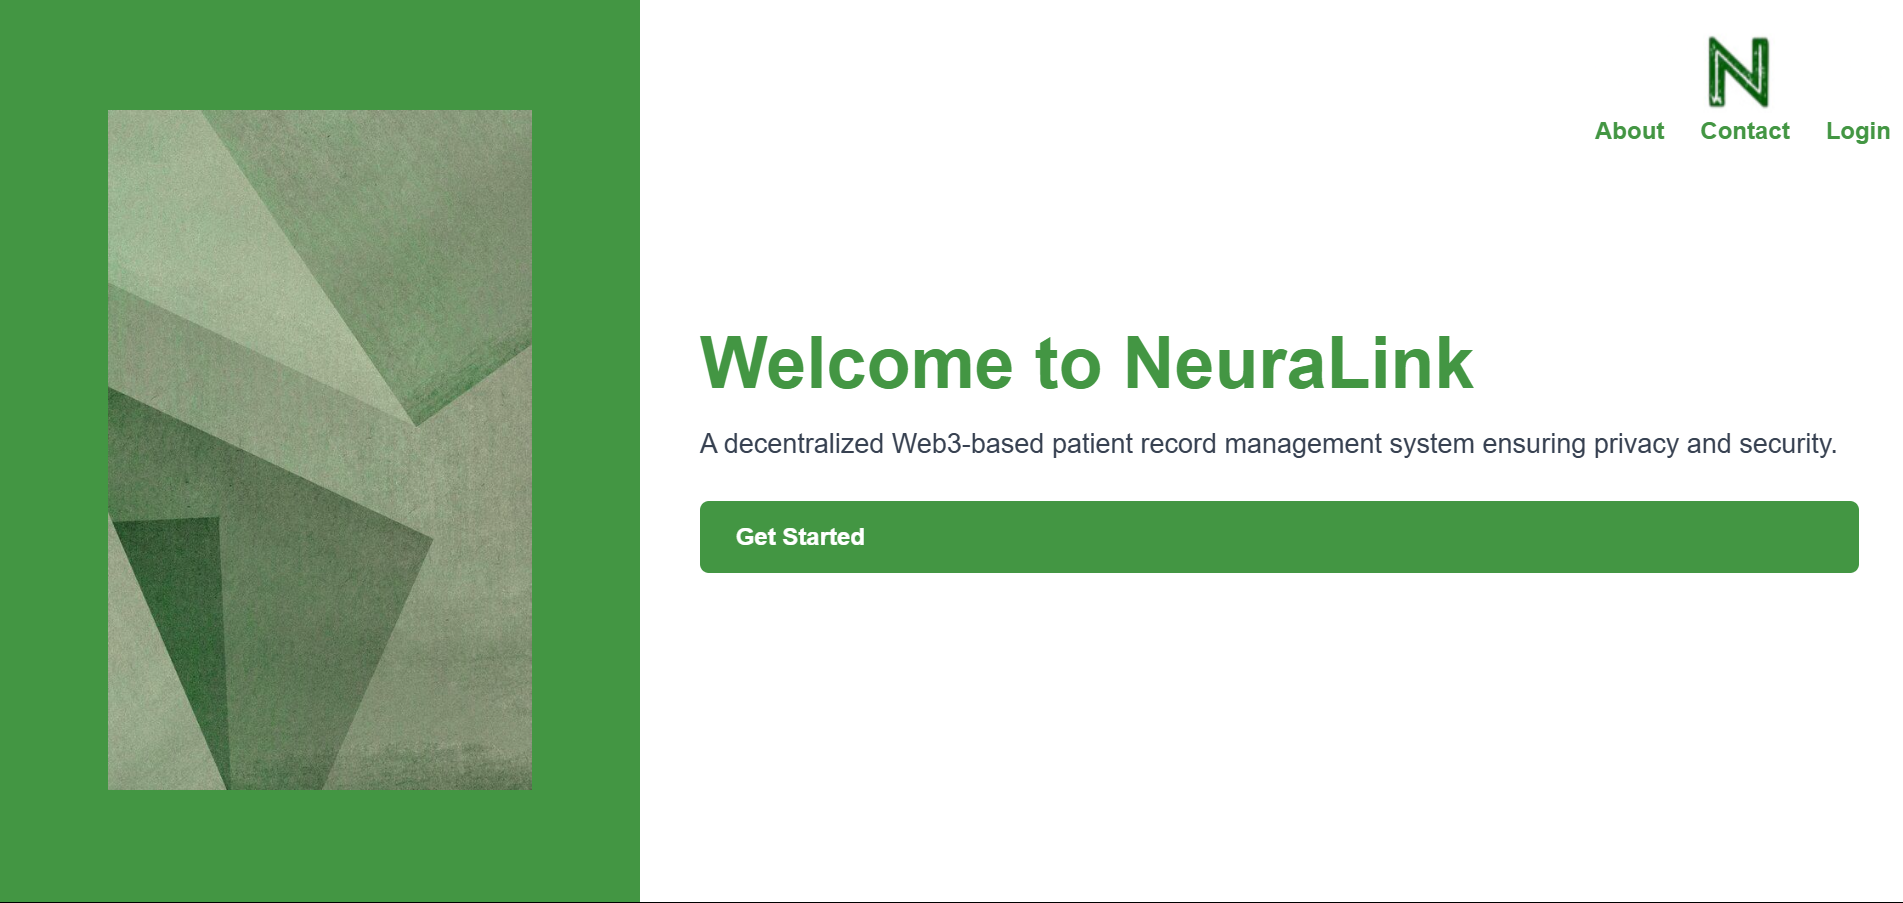 N
About Contact Login
Welcome to NeuraLink
A decentralized Web3-based patient record management system ensuring privacy and security.
Get Started